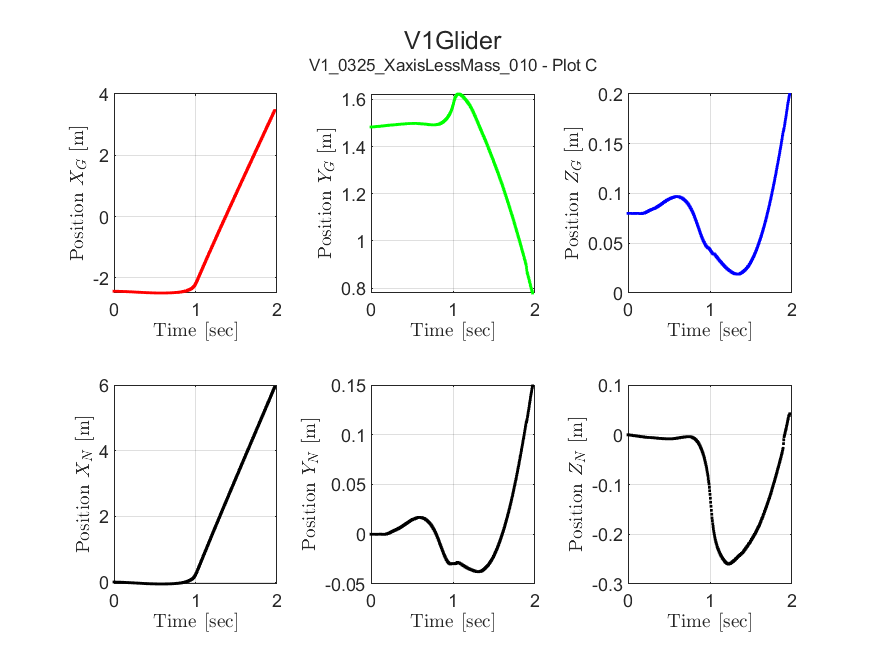 V1Glider
V1_0325_XaxisLessMass_010 - Plot C
Position X_G [m]
4
2
0
-2
0 1 2
Time [sec]
Position Y_G [m]
1.6
1.4
1.2
1
0.8
0 1 2
Time [sec]
Position Z_G [m]
0.2
0.15
0.1
0.05
0
0 1 2
Time [sec]
Position X_N [m]
6
4
2
0
0 1 2
Time [sec]
Position Y_N [m]
0.15
0.1
0.05
0
-0.05
0 1 2
Time [sec]
Position Z_N [m]
0.1
0
-0.1
-0.2
-0.3
0 1 2
Time [sec]